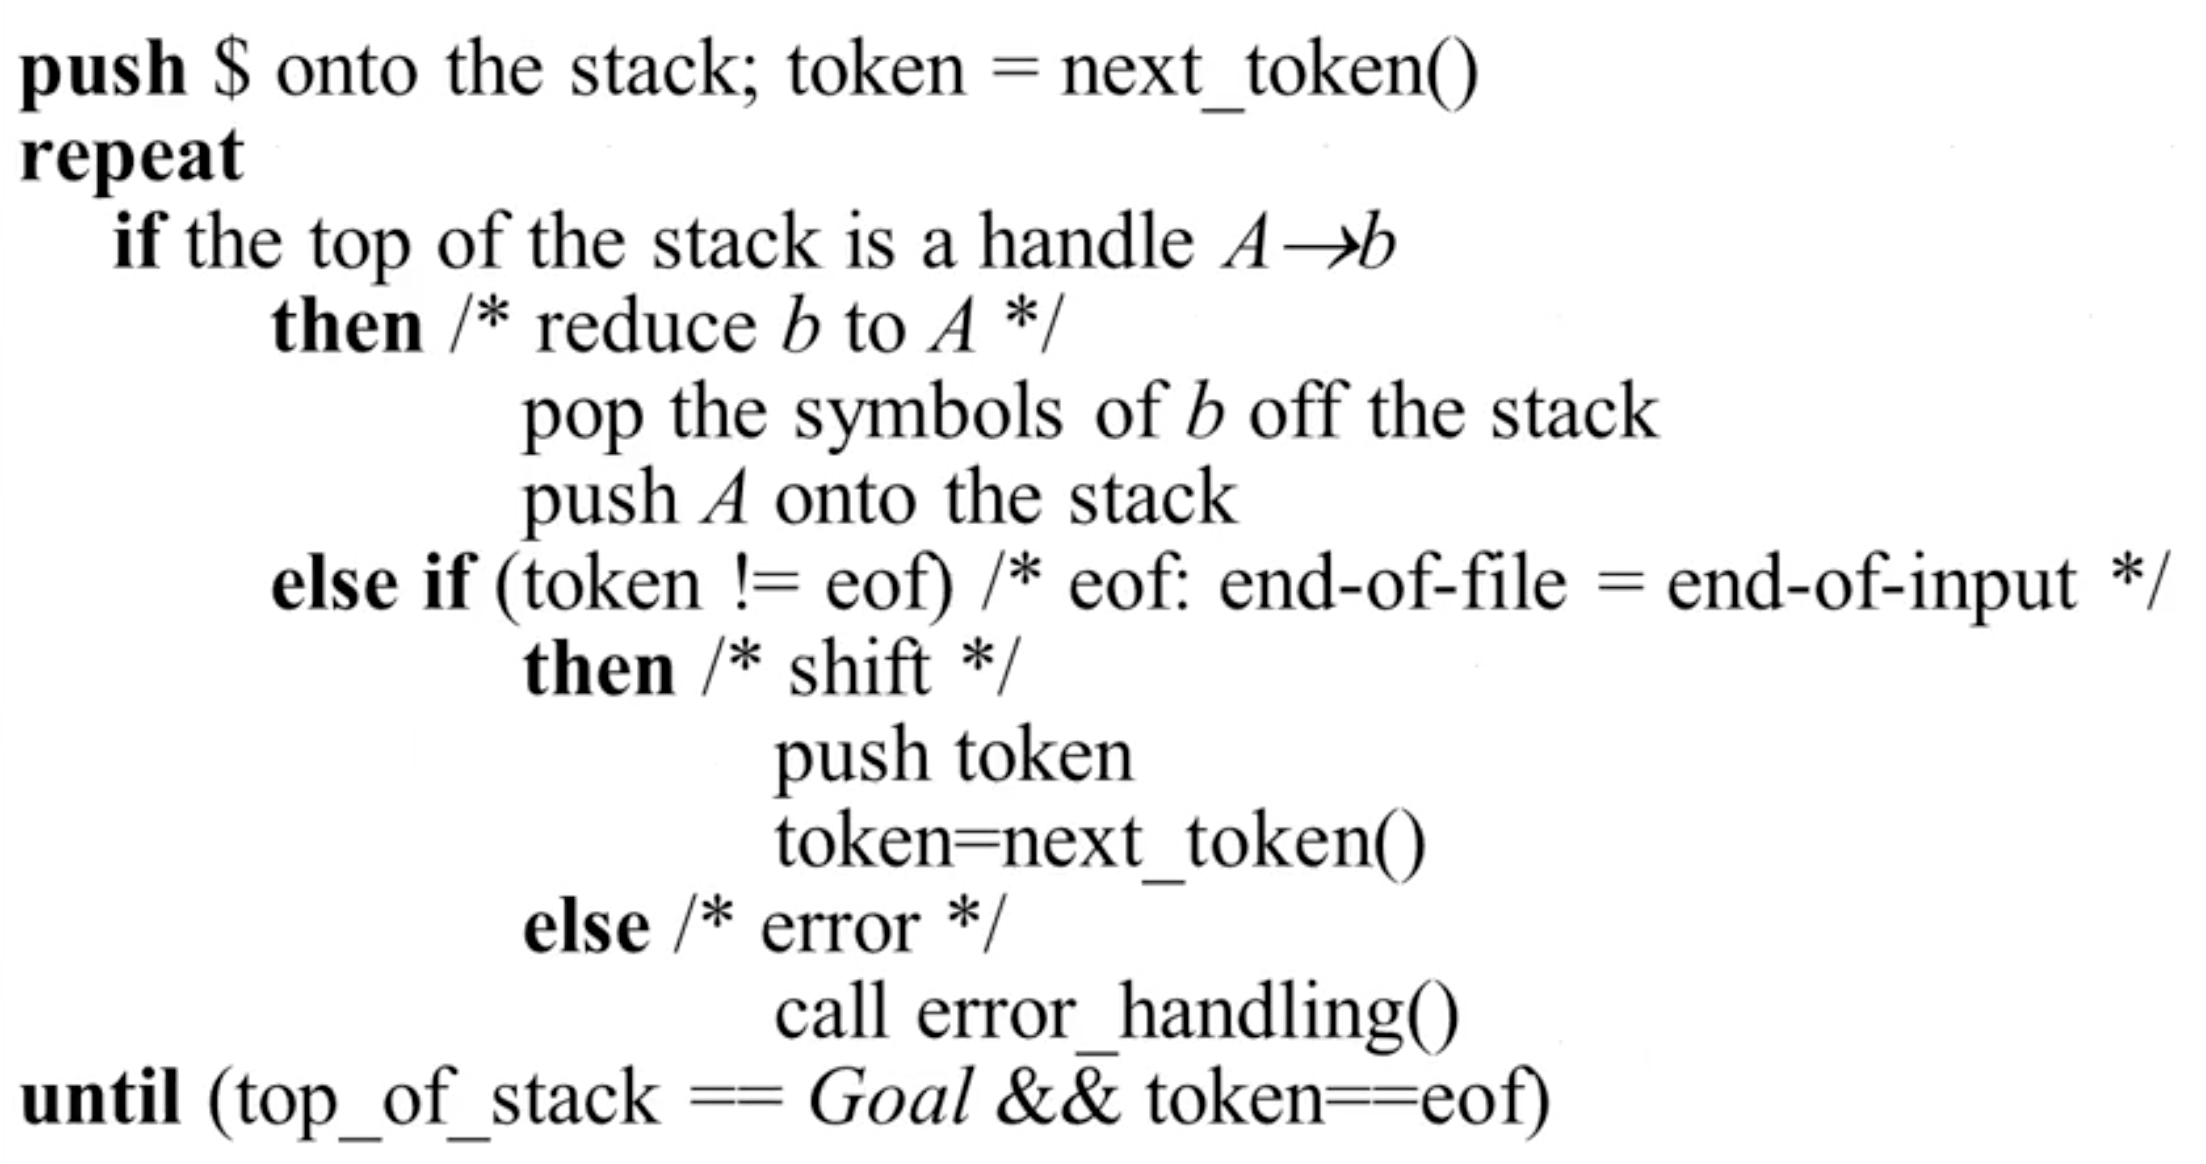 push $ onto the stack; token = next_token()
repeat
if the top of the stack is a handle A→b
then /* reduce b to A */
pop the symbols of b off the stack
push A onto the stack
else if (token != eof) /* eof: end-of-file = end-of-input */
then /* shift */
push token
token=next_token()
else /* error */
call error_handling()
until (top_of_stack == Goal && token==eof)